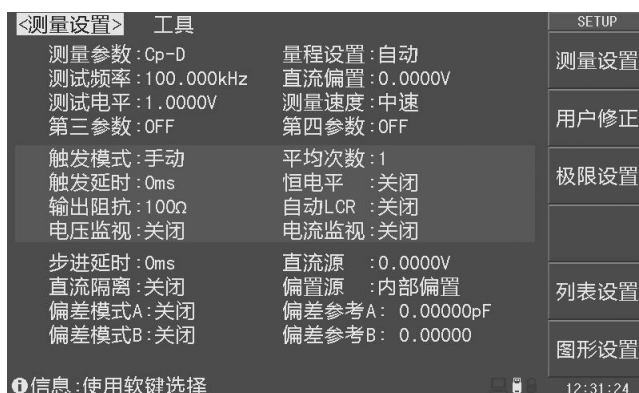 <测量设置> 工具 SETUP
测量参数:Cp-D 量程设置:自动 测量设置
测试频率:100.000kHz 直流偏置:0.0000V
测试电平:1.0000V 测量速度:中速
第三参数:OFF 第四参数:OFF 用户修正
触发模式:手动 平均次数:1
触发延时:0ms 恒电平 :关闭 极限设置
输出阻抗:100Ω 自动LCR :关闭
电压监视:关闭 电流监视:关闭
步进延时:0ms 直流源 :0.0000V
直流隔离:关闭 偏置源 :内部偏置 列表设置
偏差模式A:关闭 偏差参考A: 0.00000pF
偏差模式B:关闭 偏差参考B: 0.00000
图形设置
信息:使用软键选择 12:31:24